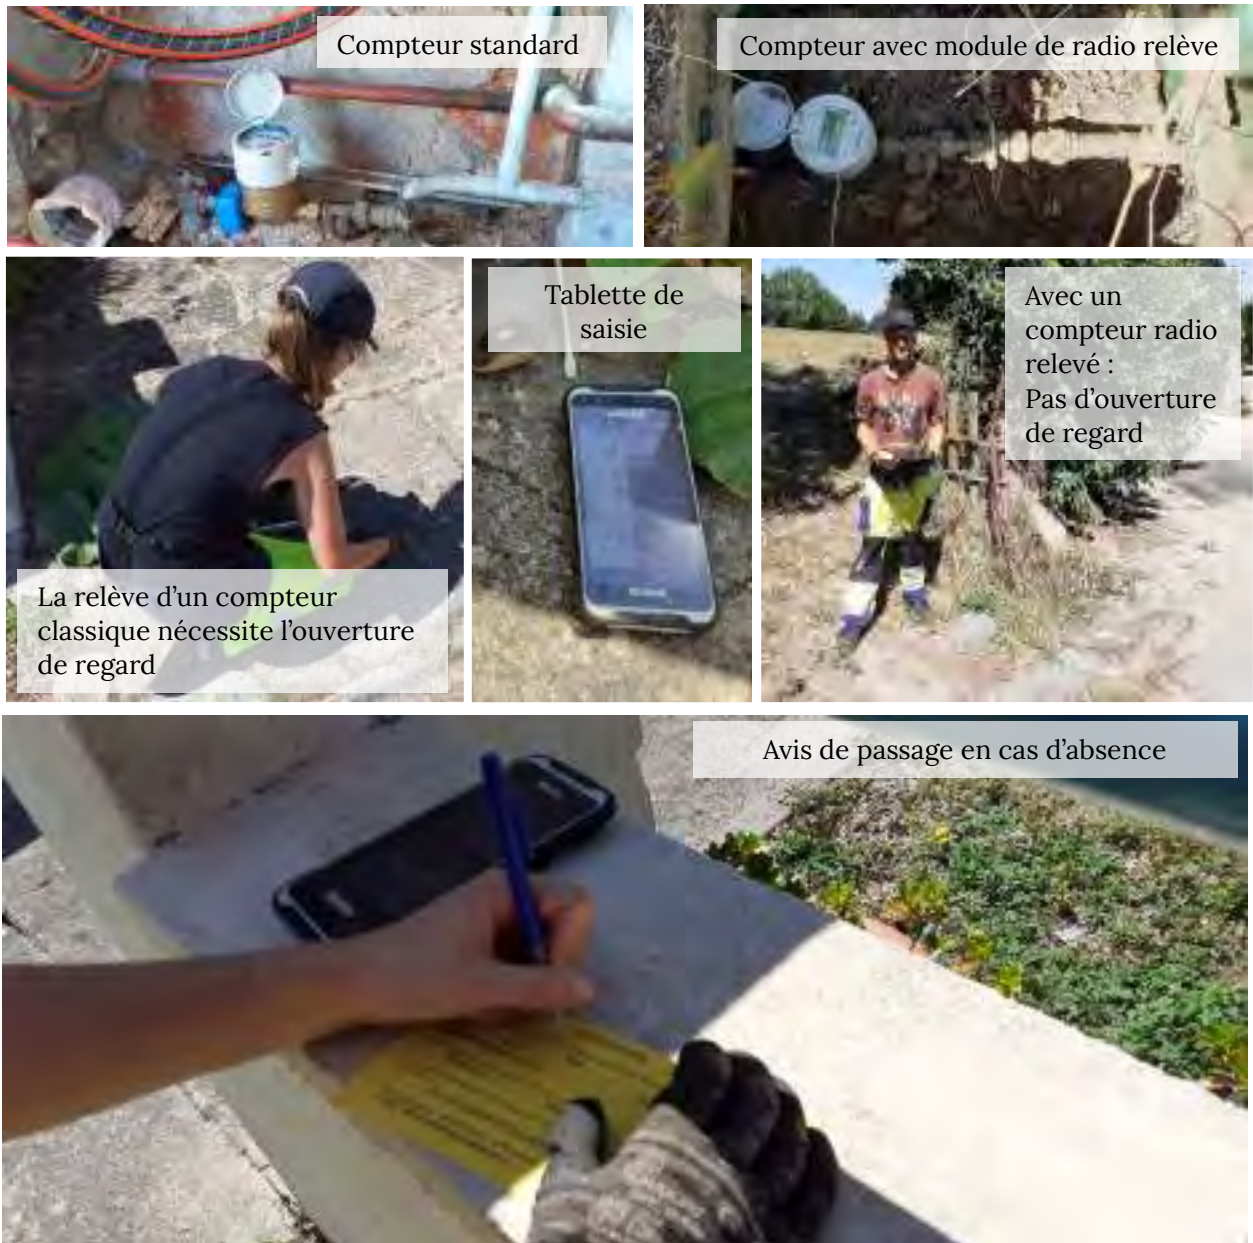 Compteur standard
Compteur avec module de radio relève
La relève d'un compteur
classique nécessite l'ouverture
de regard
Tablette de
saisie
Avec un
compteur radio
relevé :
Pas d'ouverture
de regard
Avis de passage en cas d'absence